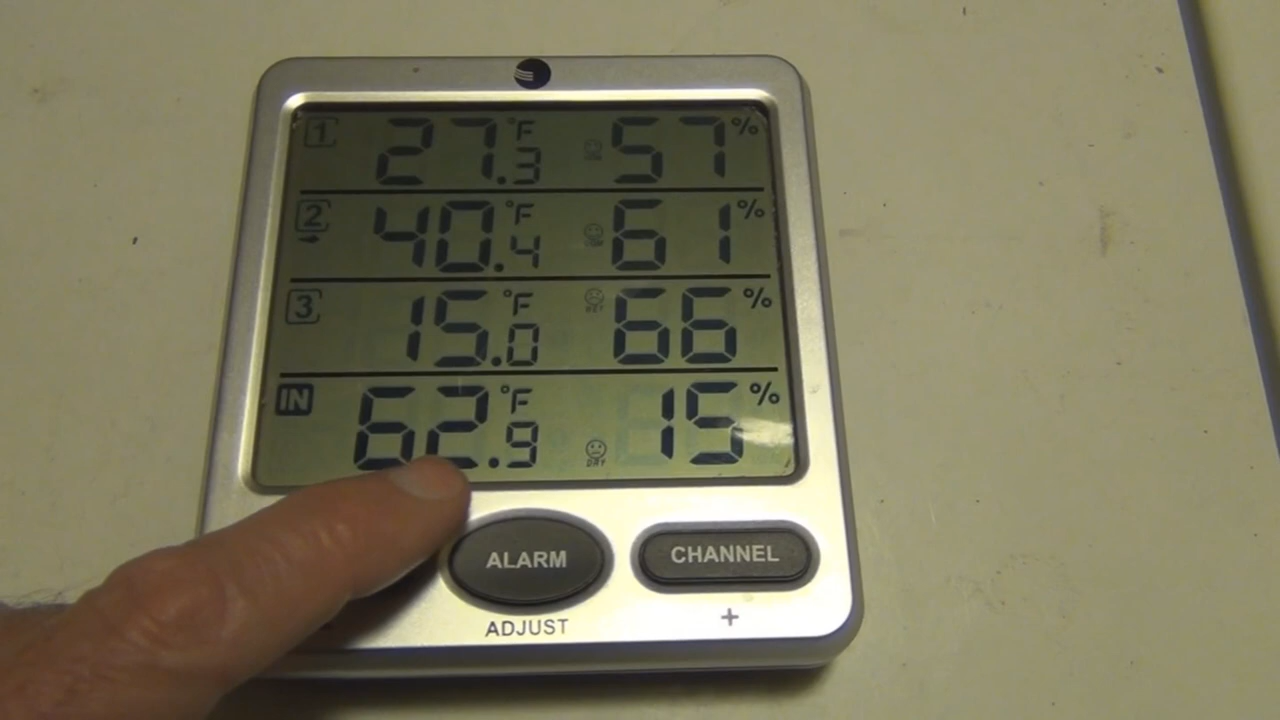 1 27.3 °F 57 %
2 40.4 °F 61 %
3 15.0 °F 66 %
IN 62.9 °F DRY 15 %
ALARM CHANNEL
ADJUST +